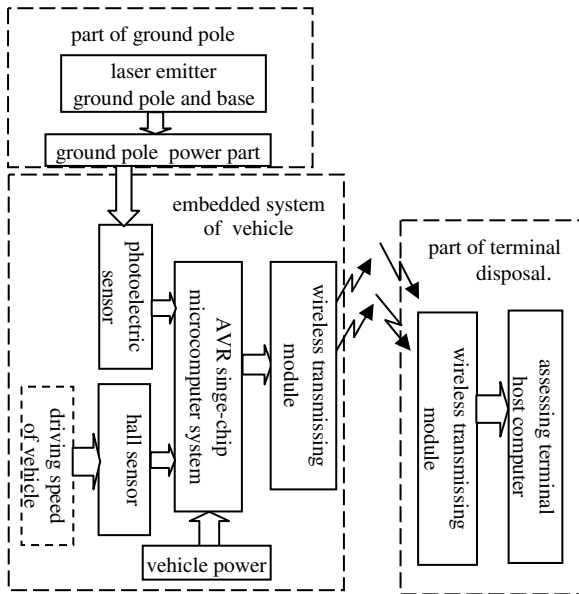 part of ground pole
laser emitter
ground pole and base
ground pole power part
embedded system
of vehicle
photoelectric
sensor
AVR singe-chip
microcomputer system
wireless transmissing
module
driving speed
of vehicle
hall sensor
vehicle power
part of terminal
disposal.
wireless transmissing
module
assessing terminal
host computer